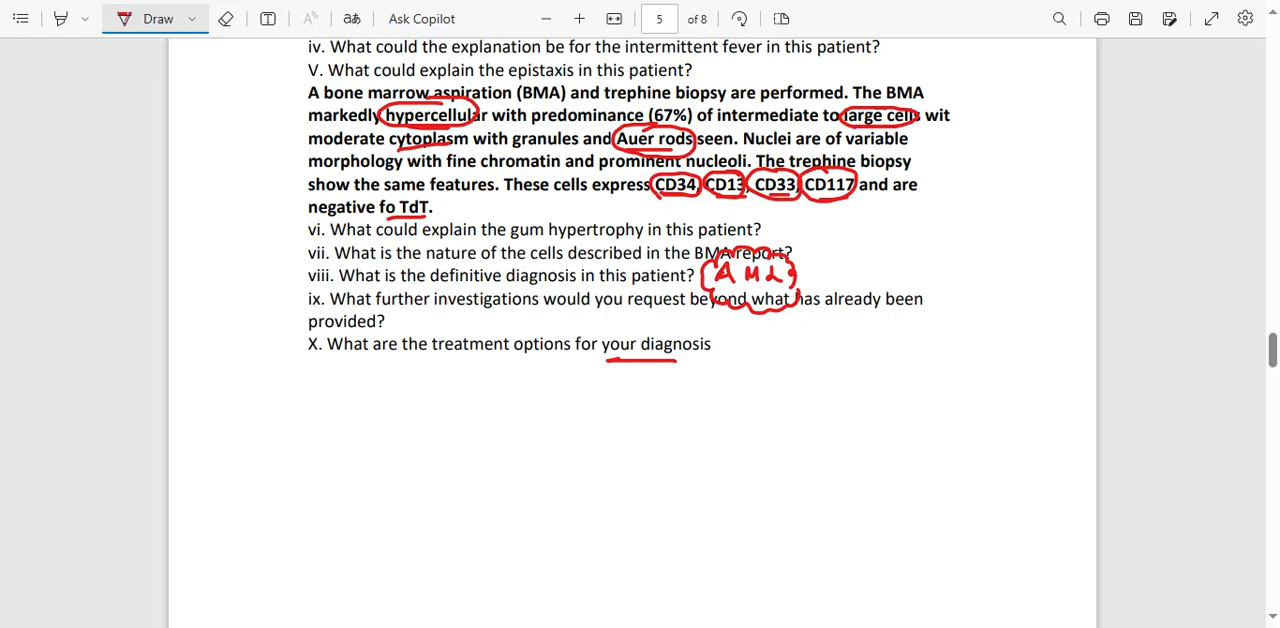 Draw
Ask Copilot
5 of 8
iv. What could the explanation be for the intermittent fever in this patient?
V. What could explain the epistaxis in this patient?
A bone marrow aspiration (BMA) and trephine biopsy are performed. The BMA
markedly hypercellular with predominance (67%) of intermediate to large cells wit
moderate cytoplasm with granules and Auer rods seen. Nuclei are of variable
morphology with fine chromatin and prominent nucleoli. The trephine biopsy
show the same features. These cells express CD34, CD13, CD33, CD117 and are
negative fo TdT.
vi. What could explain the gum hypertrophy in this patient?
vii. What is the nature of the cells described in the BMA report?
viii. What is the definitive diagnosis in this patient? AML
ix. What further investigations would you request beyond what has already been
provided?
X. What are the treatment options for your diagnosis